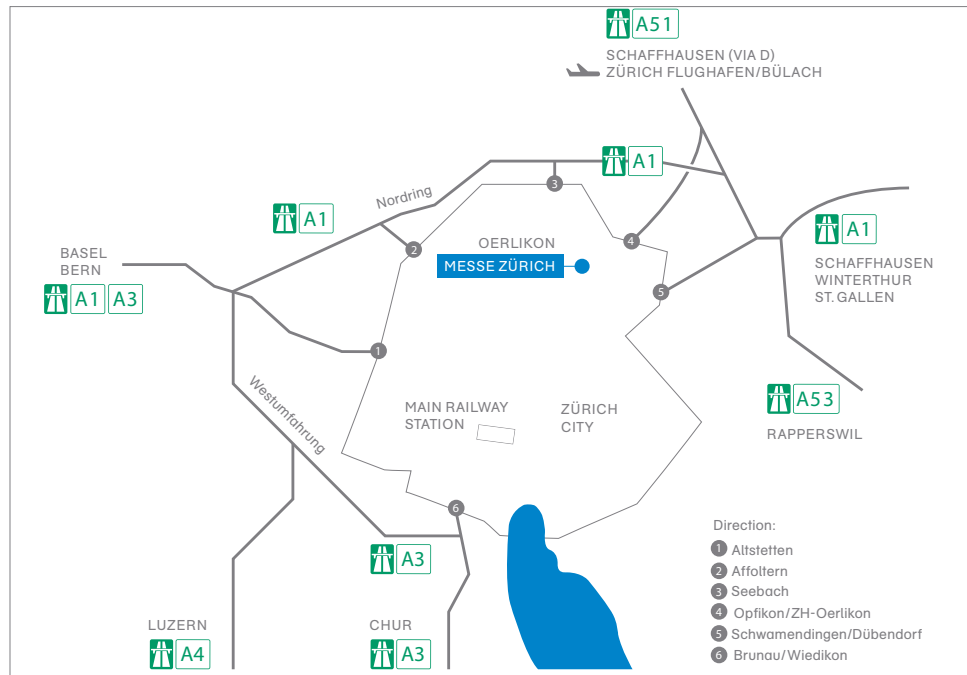 A51
SCHAFFHAUSEN (VIA D)
ZÜRICH FLUGHAFEN/BÜLACH
A1
Nordring
3
A1
2
OERLIKON
4
A1
BASEL
BERN
MESSE ZÜRICH
SCHAFFHAUSEN
WINTERTHUR
ST. GALLEN
A1 A3
5
1
Westumfahrung
MAIN RAILWAY
STATION
ZÜRICH
CITY
A53
RAPPERSWIL
6
A3
Direction:
1 Altstetten
2 Affoltern
3 Seebach
4 Opfikon/ZH-Oerlikon
5 Schwamendingen/Dübendorf
6 Brunau/Wiedikon
LUZERN
A4
CHUR
A3